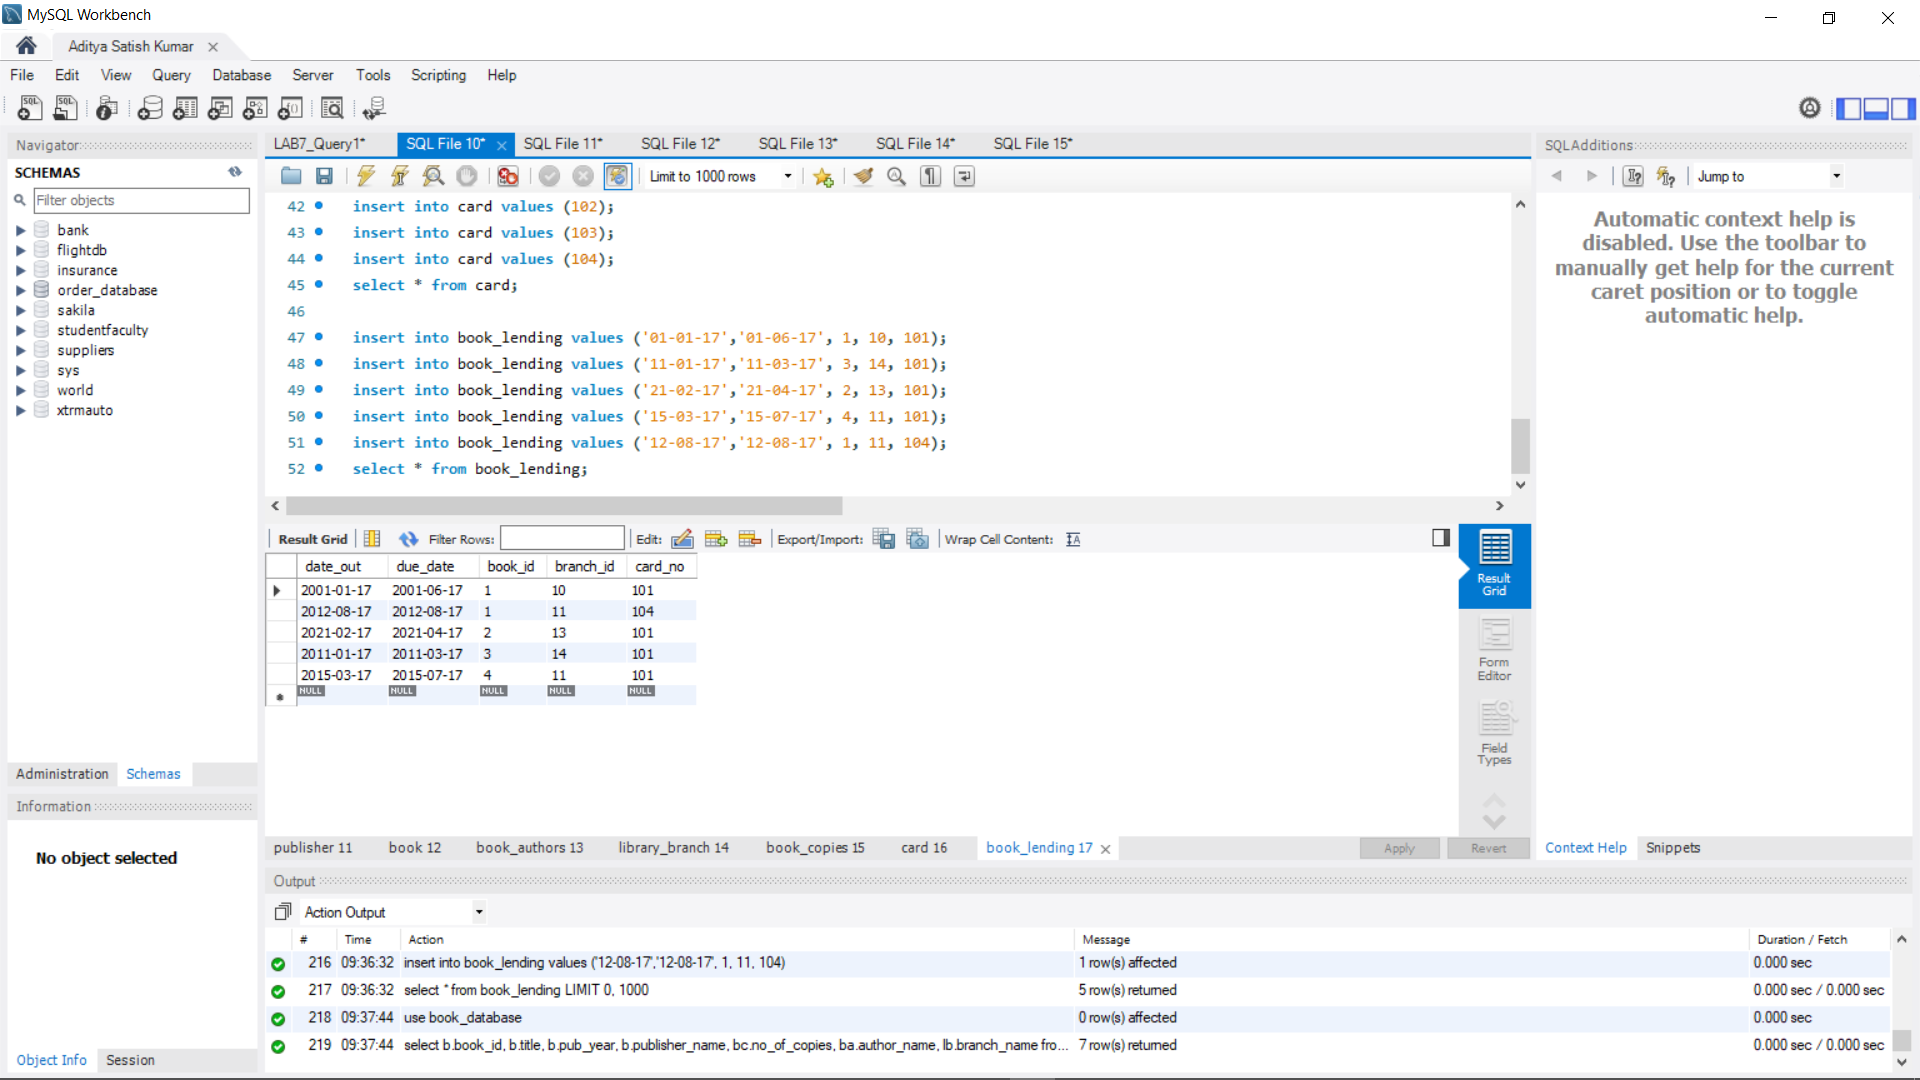 MySQL Workbench
Aditya Satish Kumar
File Edit View Query Database Server Tools Scripting Help
Navigator
SCHEMAS
Filter objects
bank
flightdb
insurance
order_database
sakila
studentfaculty
suppliers
sys
world
xtrmauto
Administration Schemas
Information
No object selected
Object Info Session
LAB7_Query1* SQL File 10* SQL File 11* SQL File 12* SQL File 13* SQL File 14* SQL File 15*
Limit to 1000 rows
42 insert into card values (102);
43 insert into card values (103);
44 insert into card values (104);
45 select * from card;
46
47 insert into book_lending values ('01-01-17','01-06-17', 1, 10, 101);
48 insert into book_lending values ('11-01-17','11-03-17', 3, 14, 101);
49 insert into book_lending values ('21-02-17','21-04-17', 2, 13, 101);
50 insert into book_lending values ('15-03-17','15-07-17', 4, 11, 101);
51 insert into book_lending values ('12-08-17','12-08-17', 1, 11, 104);
52 select * from book_lending;
Result Grid Filter Rows: Edit: Export/Import: Wrap Cell Content:
date_out due_date book_id branch_id card_no
2001-01-17 2001-06-17 1 10 101
2012-08-17 2012-08-17 1 11 104
2021-02-17 2021-04-17 2 13 101
2011-01-17 2011-03-17 3 14 101
2015-03-17 2015-07-17 4 11 101
NULL NULL NULL NULL NULL
Result
Grid
Form
Editor
Field
Types
publisher 11 book 12 book_authors 13 library_branch 14 book_copies 15 card 16 book_lending 17 Apply Revert
SQLAdditions
Jump to
Automatic context help is
disabled. Use the toolbar to
manually get help for the current
caret position or to toggle
automatic help.
Context Help Snippets
Output
Action Output
# Time Action Message Duration / Fetch
216 09:36:32 insert into book_lending values ('12-08-17','12-08-17', 1, 11, 104) 1 row(s) affected 0.000 sec
217 09:36:32 select * from book_lending LIMIT 0, 1000 5 row(s) returned 0.000 sec / 0.000 sec
218 09:37:44 use book_database 0 row(s) affected 0.000 sec
219 09:37:44 select b.book_id, b.title, b.pub_year, b.publisher_name, bc.no_of_copies, ba.author_name, lb.branch_name fro... 7 row(s) returned 0.000 sec / 0.000 sec